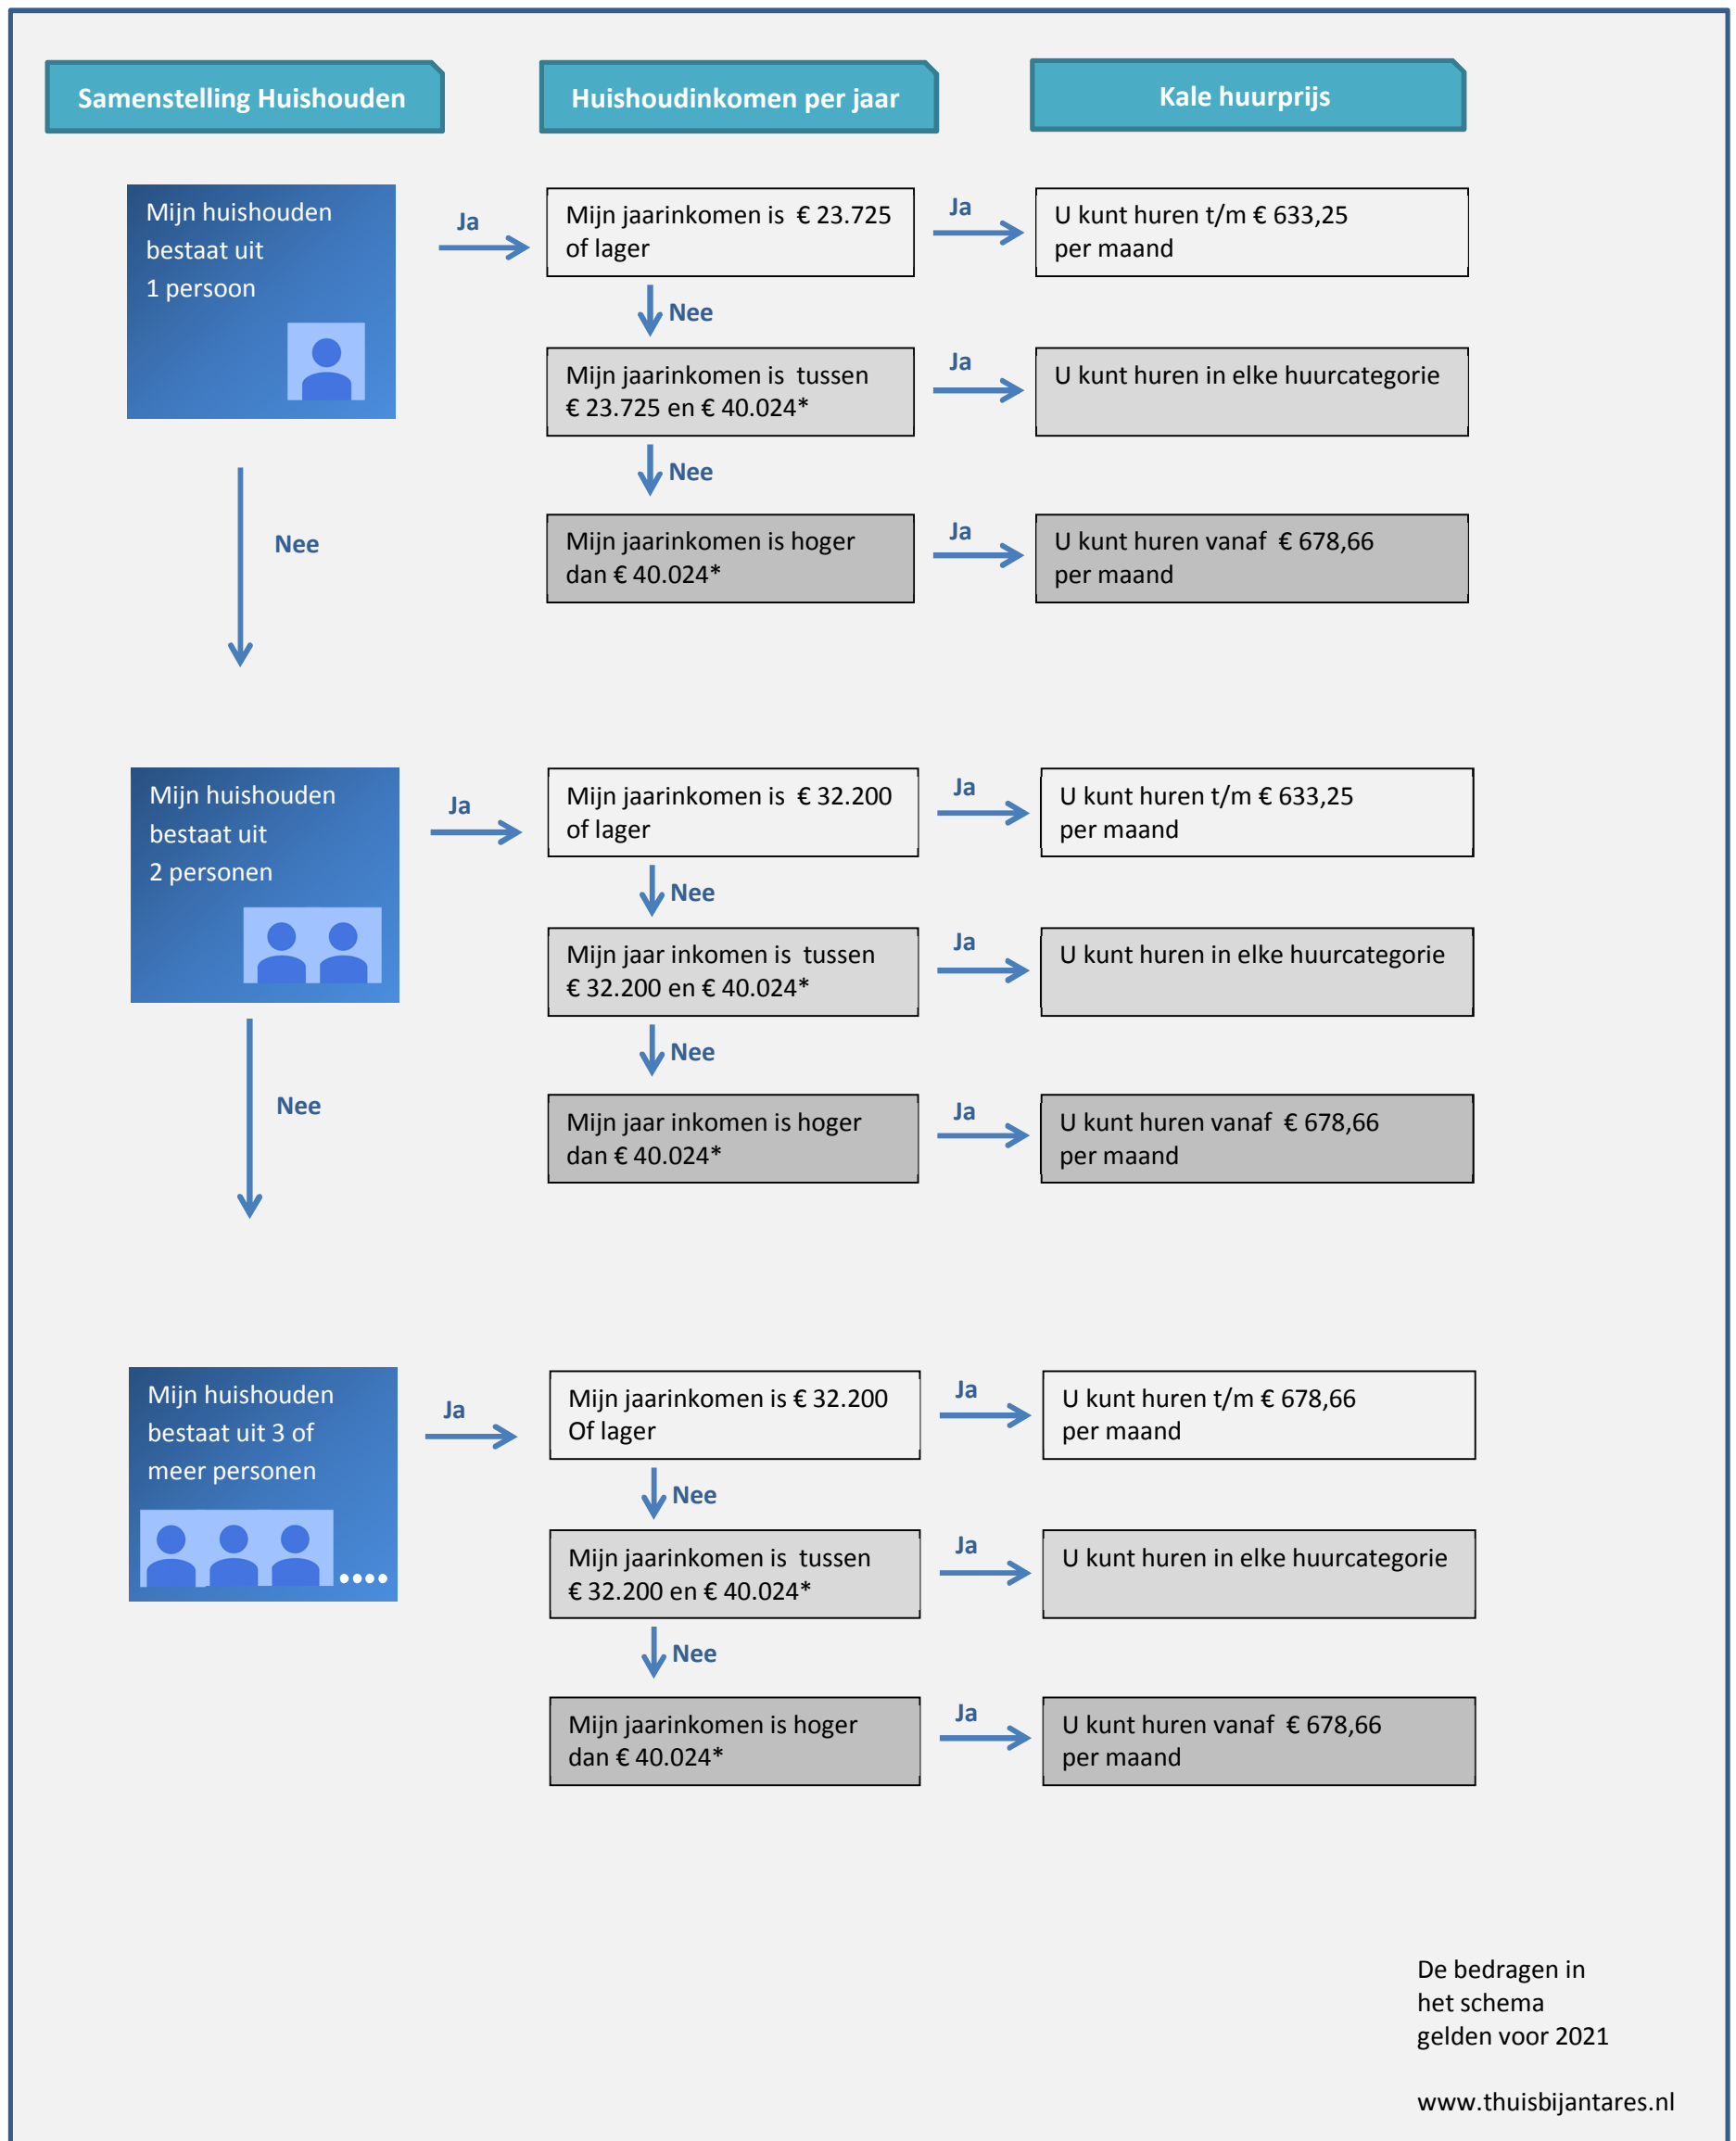 Samenstelling Huishouden
Huishoudinkomen per jaar
Kale huurprijs
Mijn huishouden
bestaat uit
1 persoon
Ja
Mijn jaarinkomen is € 23.725
of lager
Ja
U kunt huren t/m € 633,25
per maand
Nee
Mijn jaarinkomen is tussen
€ 23.725 en € 40.024*
Ja
U kunt huren in elke huurcategorie
Nee
Mijn jaarinkomen is hoger
dan € 40.024*
Ja
U kunt huren vanaf € 678,66
per maand
Nee
Mijn huishouden
bestaat uit
2 personen
Ja
Mijn jaarinkomen is € 32.200
of lager
Ja
U kunt huren t/m € 633,25
per maand
Nee
Mijn jaar inkomen is tussen
€ 32.200 en € 40.024*
Ja
U kunt huren in elke huurcategorie
Nee
Mijn jaar inkomen is hoger
dan € 40.024*
Ja
U kunt huren vanaf € 678,66
per maand
Nee
Mijn huishouden
bestaat uit 3 of
meer personen
Ja
Mijn jaarinkomen is € 32.200
Of lager
Ja
U kunt huren t/m € 678,66
per maand
Nee
Mijn jaarinkomen is tussen
€ 32.200 en € 40.024*
Ja
U kunt huren in elke huurcategorie
Nee
Mijn jaarinkomen is hoger
dan € 40.024*
Ja
U kunt huren vanaf € 678,66
per maand
De bedragen in
het schema
gelden voor 2021
www.thuisbijantares.nl